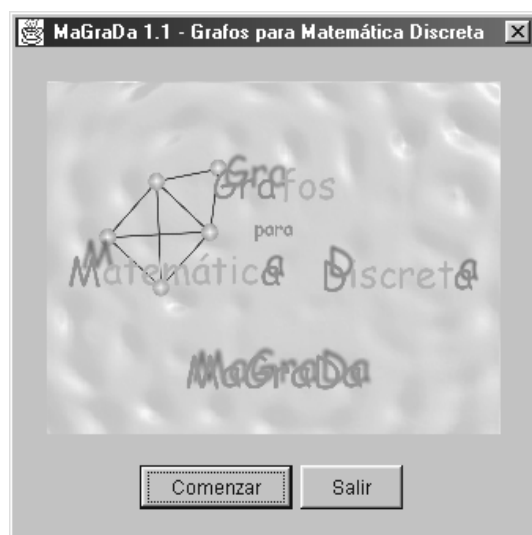 MaGraDa 1.1 - Grafos para Matemática Discreta
Grafos
para
Matemática Discreta
MaGraDa
Comenzar Salir